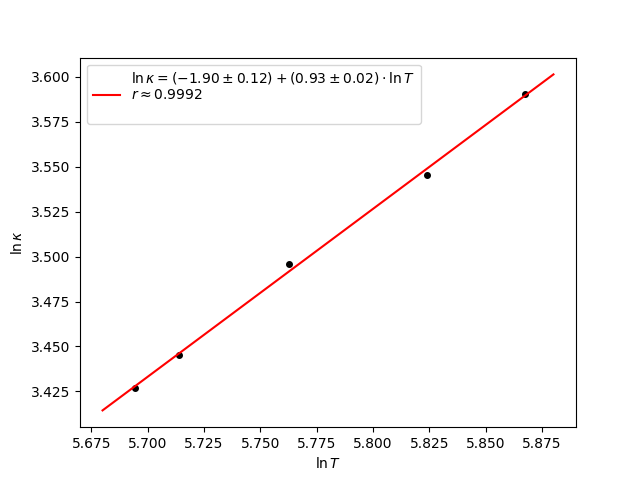 ln κ = (−1.90 ± 0.12) + (0.93 ± 0.02) · ln T
r ≈ 0.9992
3.600
3.575
3.550
3.525
3.500
3.475
3.450
3.425
ln κ
5.675 5.700 5.725 5.750 5.775 5.800 5.825 5.850 5.875
ln T